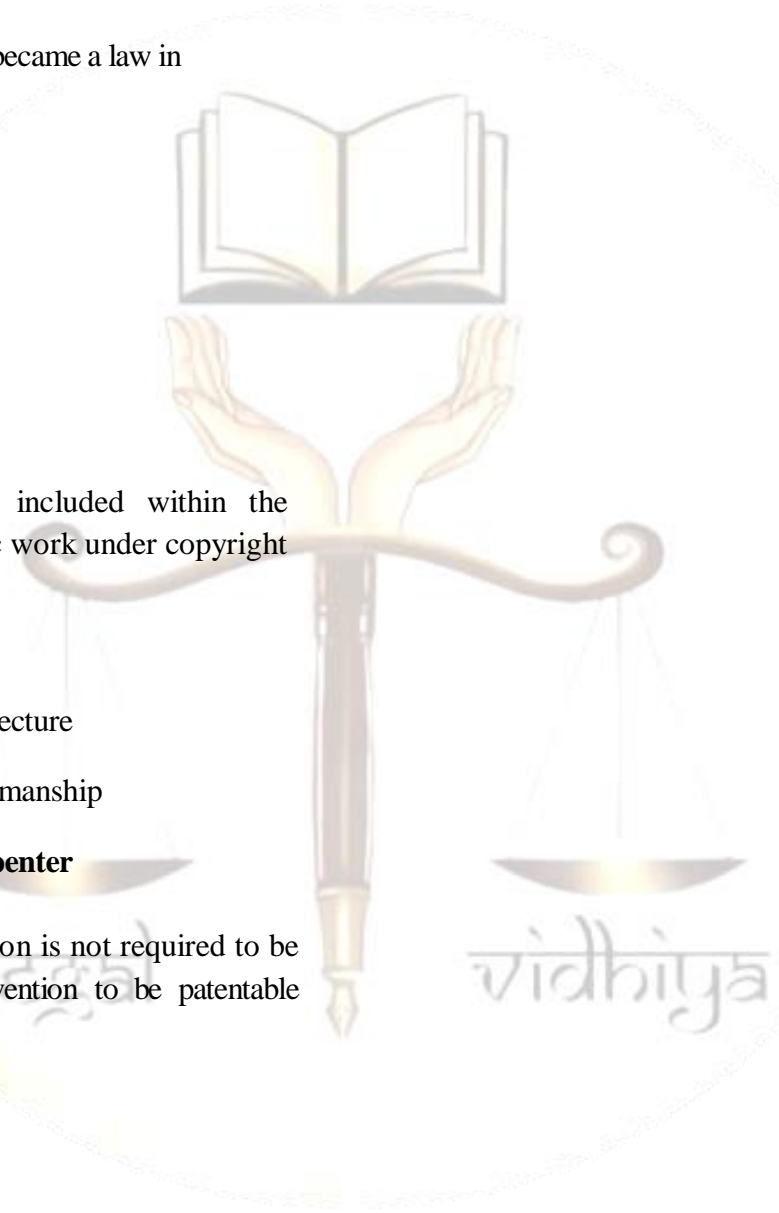 became a law in
included within the
work under copyright
ecture
manship
penter
on is not required to be
vention to be patentable
egal vidhiya